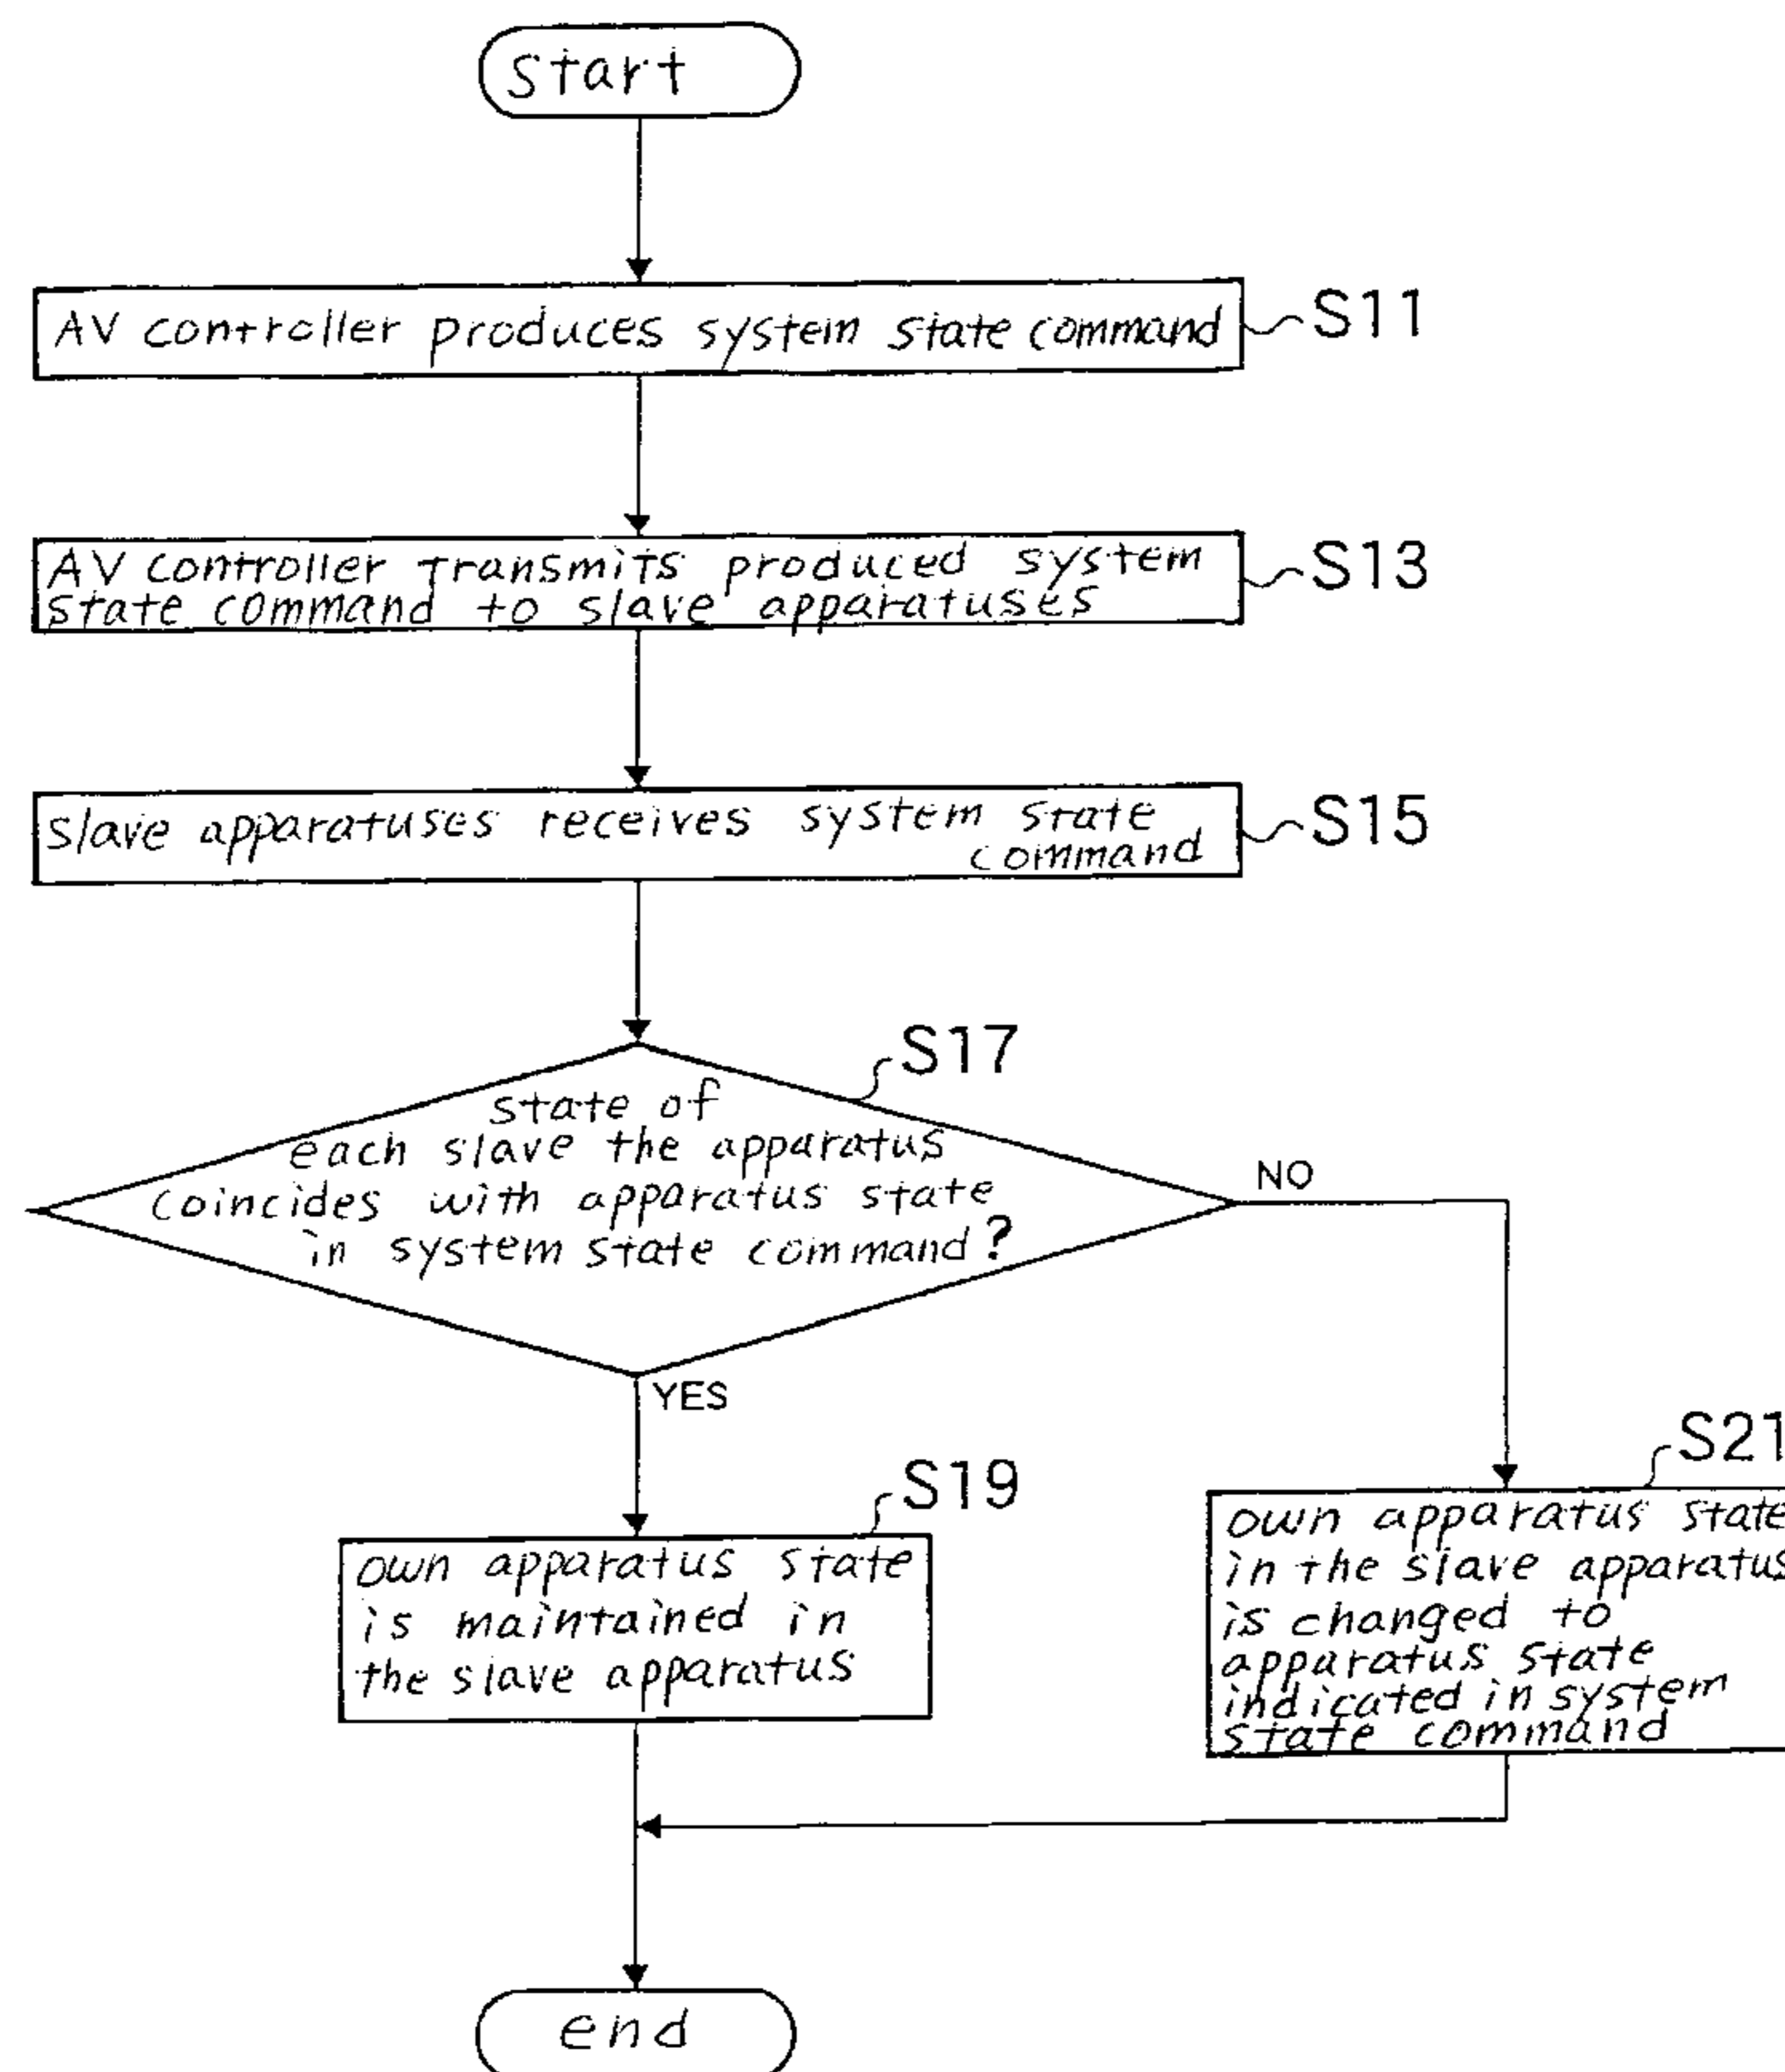 start
AV controller produces system state command
S11
AV controller transmits produced system
state command to slave apparatuses
S13
slave apparatuses receives system state
command
S15
S17
state of
each slave the apparatus
coincides with apparatus state
in system state command?
NO
YES
S19
own apparatus state
is maintained in
the slave apparatus
S21
own apparatus state
in the slave apparatus
is changed to
apparatus state
indicated in system
state command
end